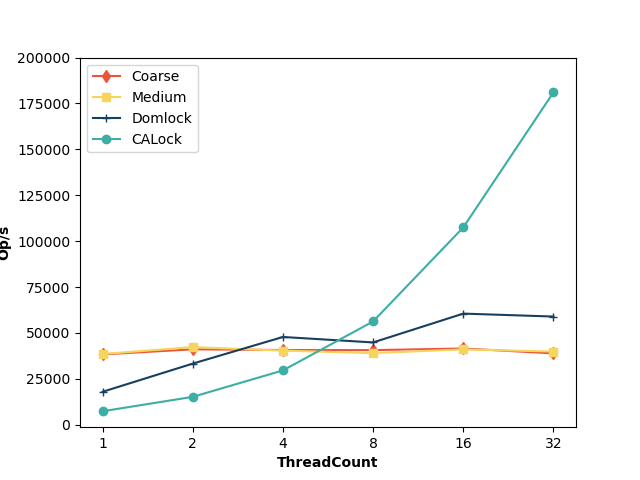 200000
175000
150000
125000
100000
75000
50000
25000
0
Op/s
Coarse
Medium
Domlock
CALock
1 2 4 8 16 32
ThreadCount